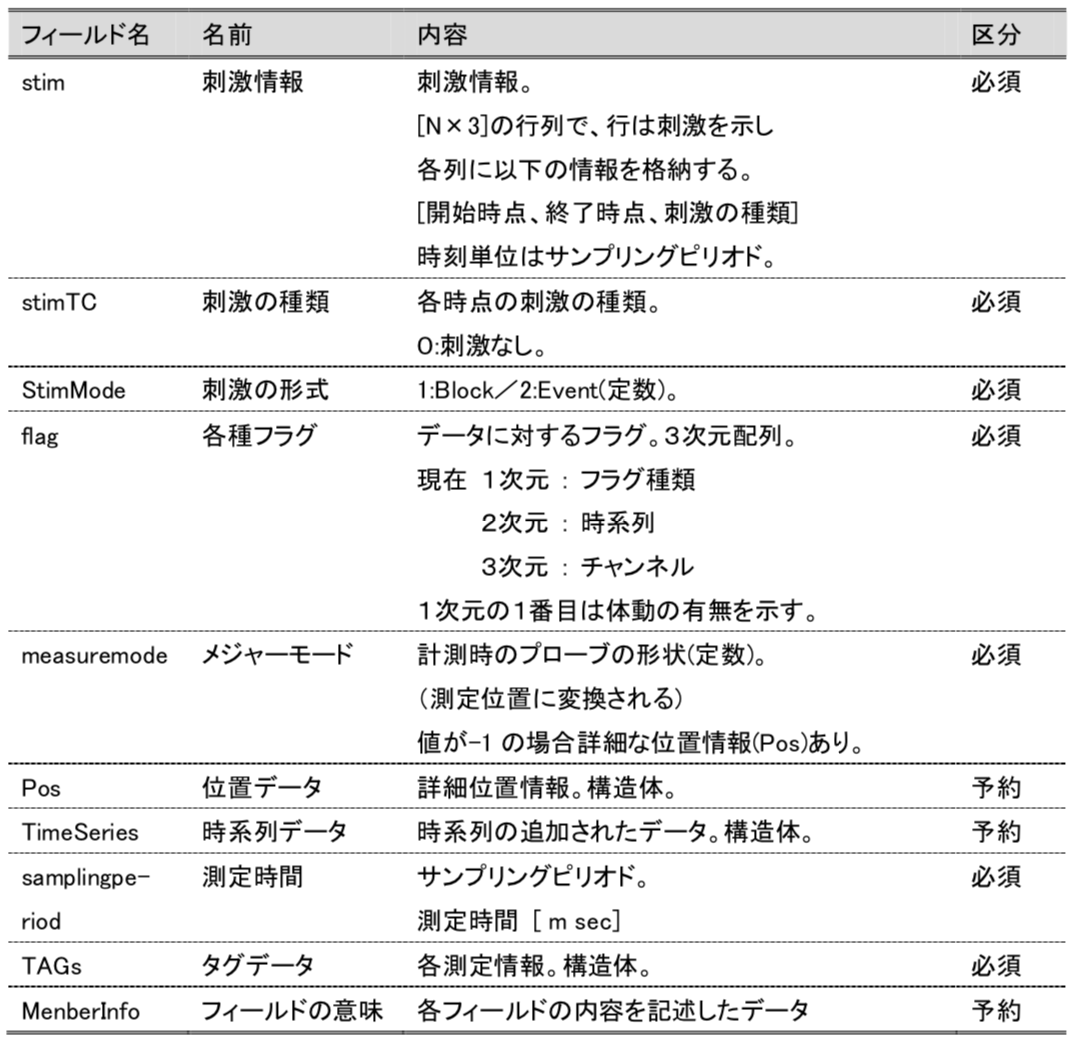 フィールド名 名前 内容 区分
stim 刺激情報 刺激情報。 必須
[N×3]の行列で、行は刺激を示し
各列に以下の情報を格納する。
[開始時点、終了時点、刺激の種類]
時刻単位はサンプリングピリオド。
stimTC 刺激の種類 各時点の刺激の種類。 必須
0:刺激なし。
StimMode 刺激の形式 1:Block／2:Event(定数)。 必須
flag 各種フラグ データに対するフラグ。３次元配列。 必須
現在 １次元 : フラグ種類
２次元 : 時系列
３次元 : チャンネル
１次元の１番目は体動の有無を示す。
measuremode メジャーモード 計測時のプローブの形状(定数)。 必須
（測定位置に変換される）
値が-1 の場合詳細な位置情報(Pos)あり。
Pos 位置データ 詳細位置情報。構造体。 予約
TimeSeries 時系列データ 時系列の追加されたデータ。構造体。 予約
samplingpe- 測定時間 サンプリングピリオド。 必須
riod 測定時間 [ m sec]
TAGs タグデータ 各測定情報。構造体。 必須
MenberInfo フィールドの意味 各フィールドの内容を記述したデータ 予約